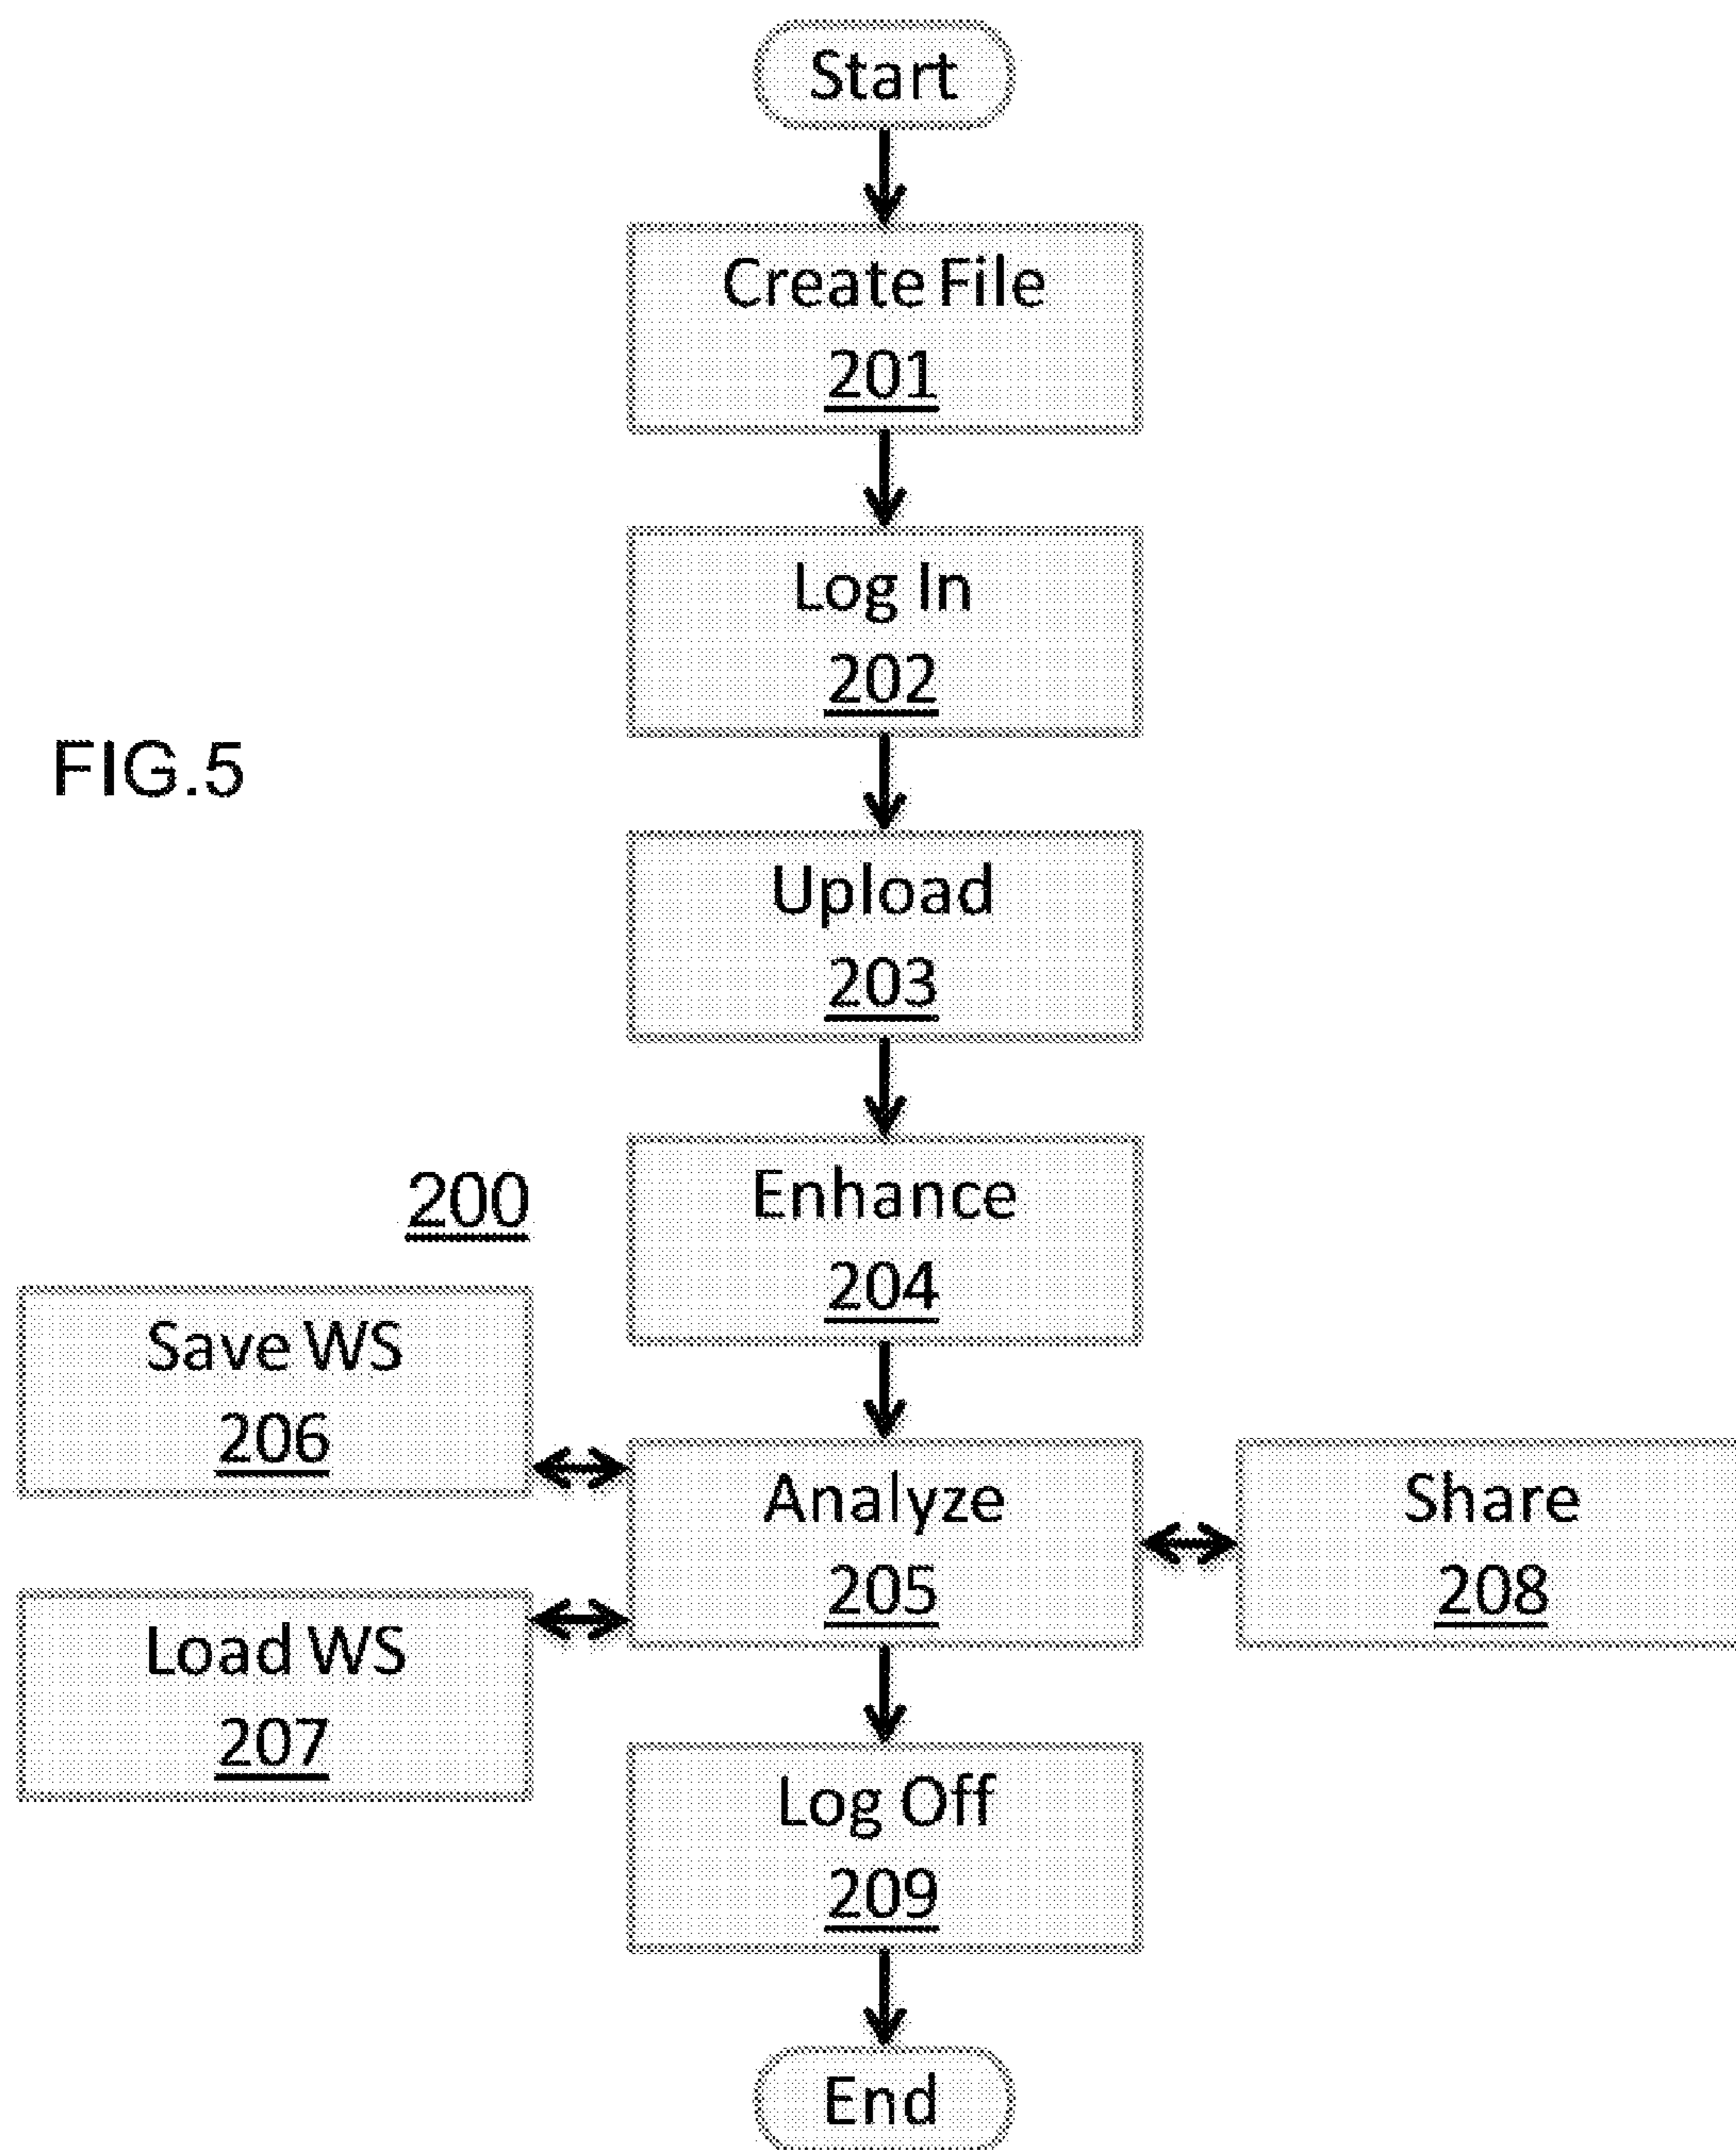 Start
Create File
201
Log In
202
FIG.5
Upload
203
Enhance
204
200
Save WS
206
Analyze
205
Share
208
Load WS
207
Log Off
209
End